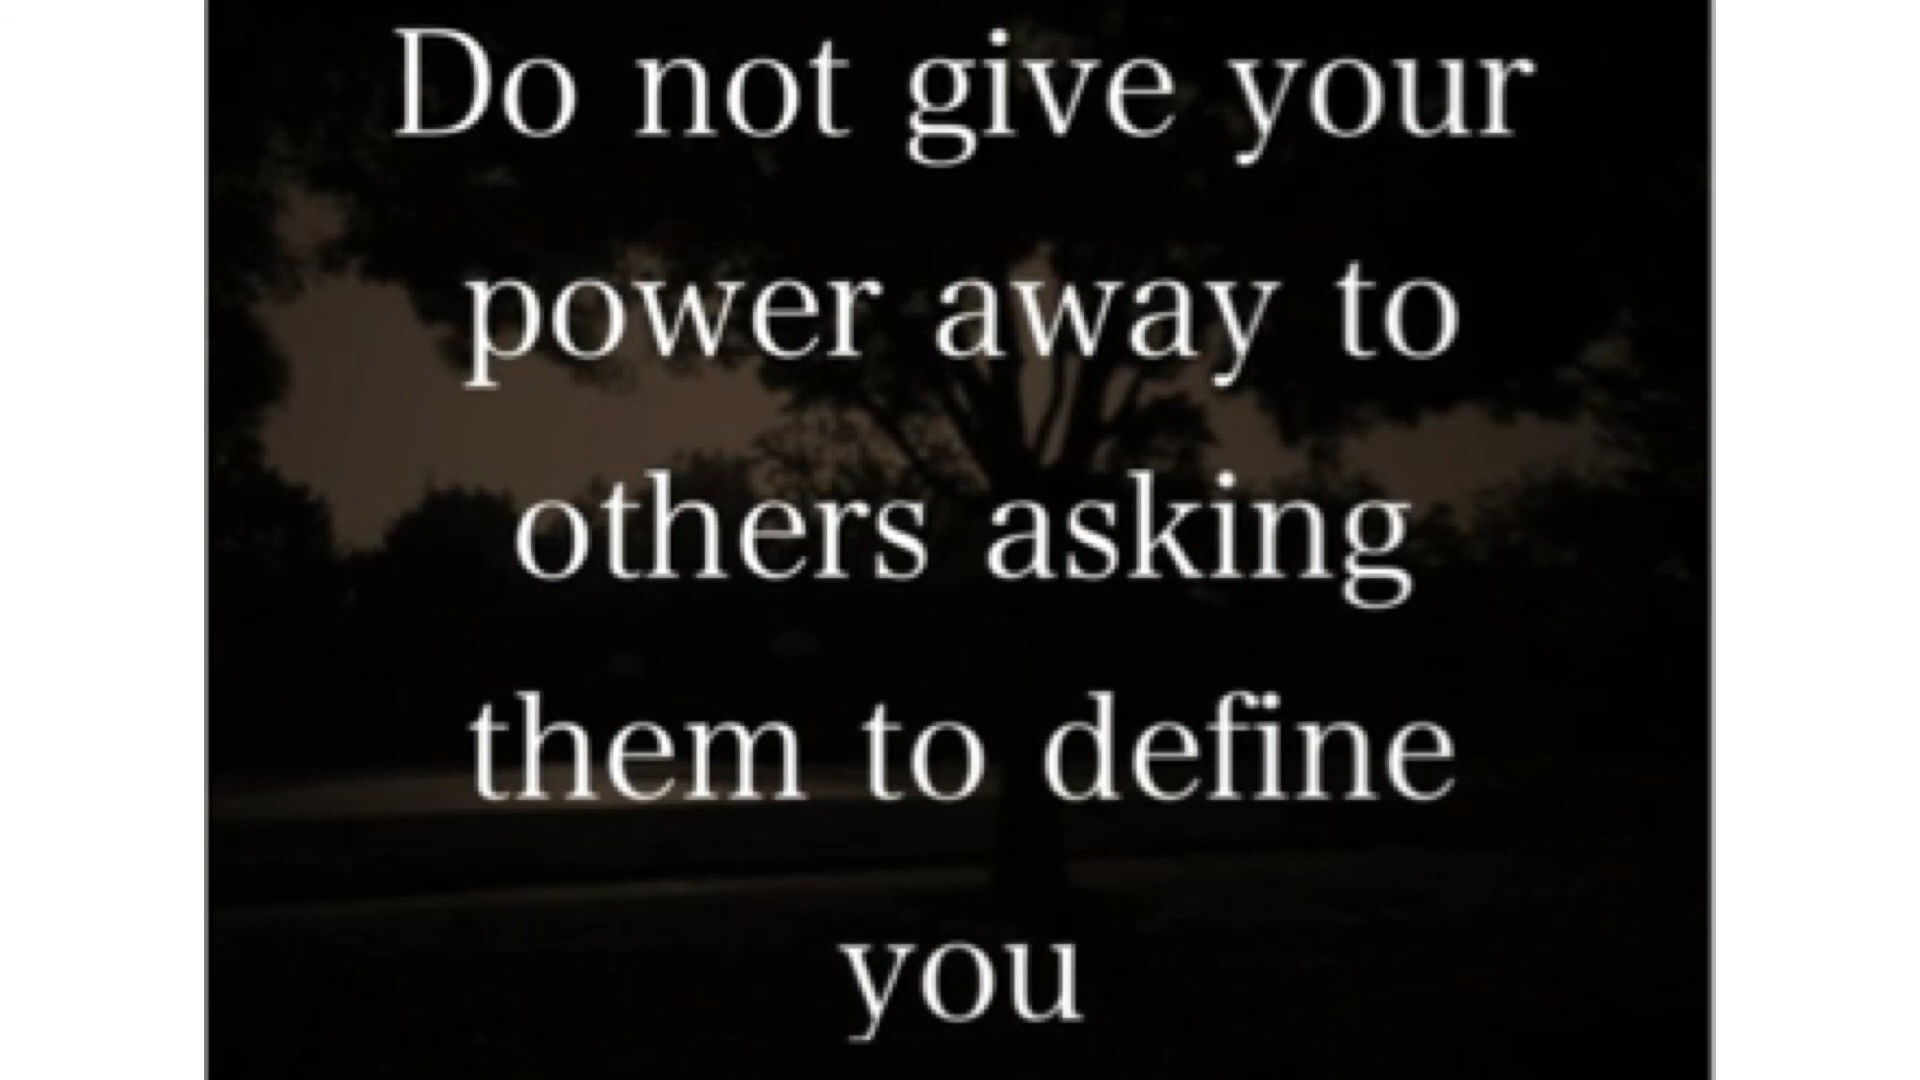 Do not give your
power away to
others asking
them to define
you